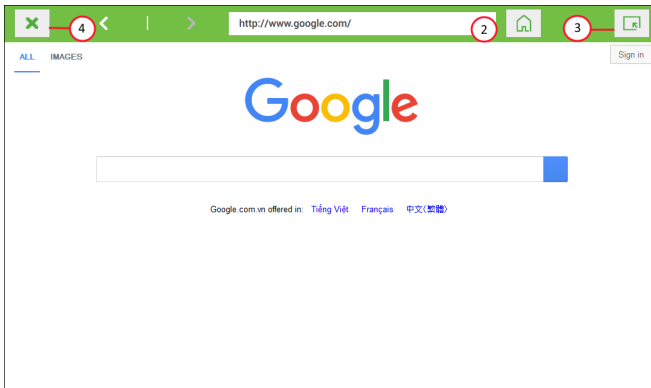 4
http://www.google.com/
2
3
ALL IMAGES
Sign in
Google
Google.com.vn offered in: Tiếng Việt Français 中文(繁體)